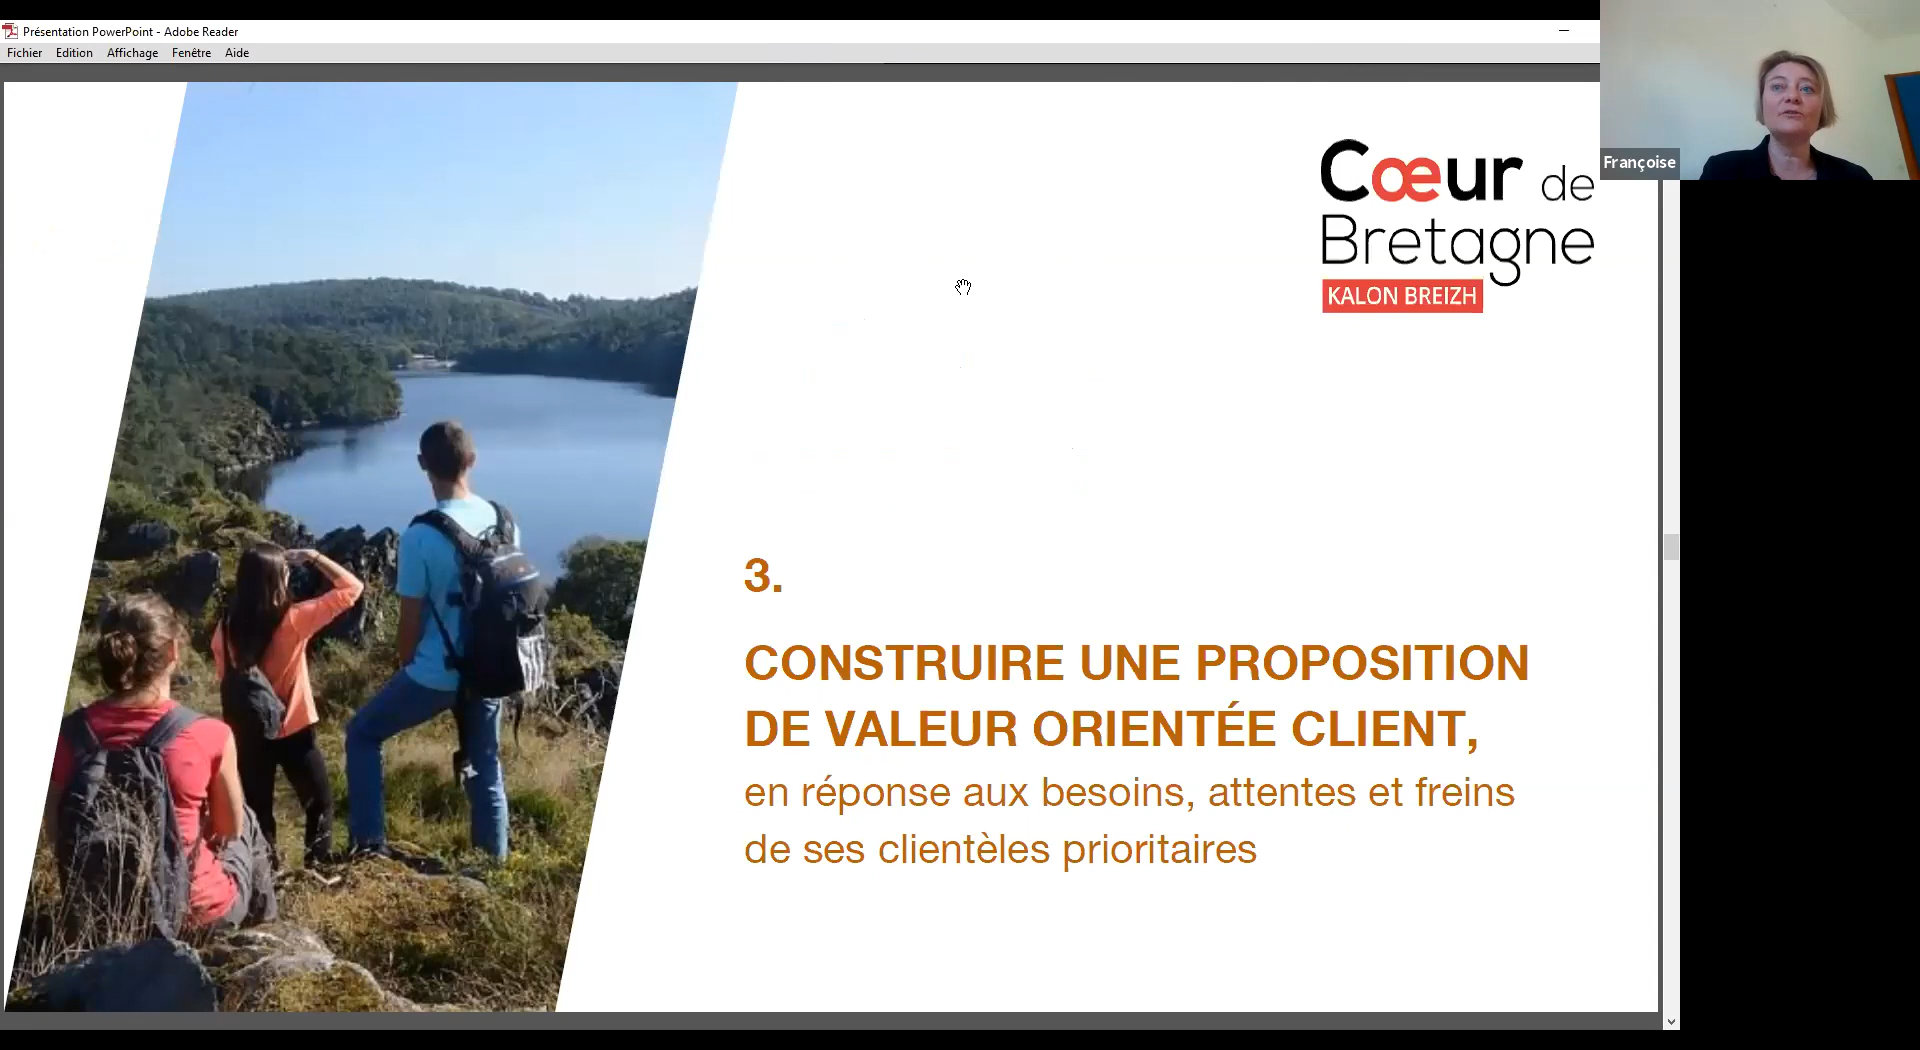 Présentation PowerPoint - Adobe Reader
Fichier Edition Affichage Fenêtre Aide
Françoise
Cœur de
Bretagne
KALON BREIZH
3.
CONSTRUIRE UNE PROPOSITION
DE VALEUR ORIENTÉE CLIENT,
en réponse aux besoins, attentes et freins
de ses clientèles prioritaires